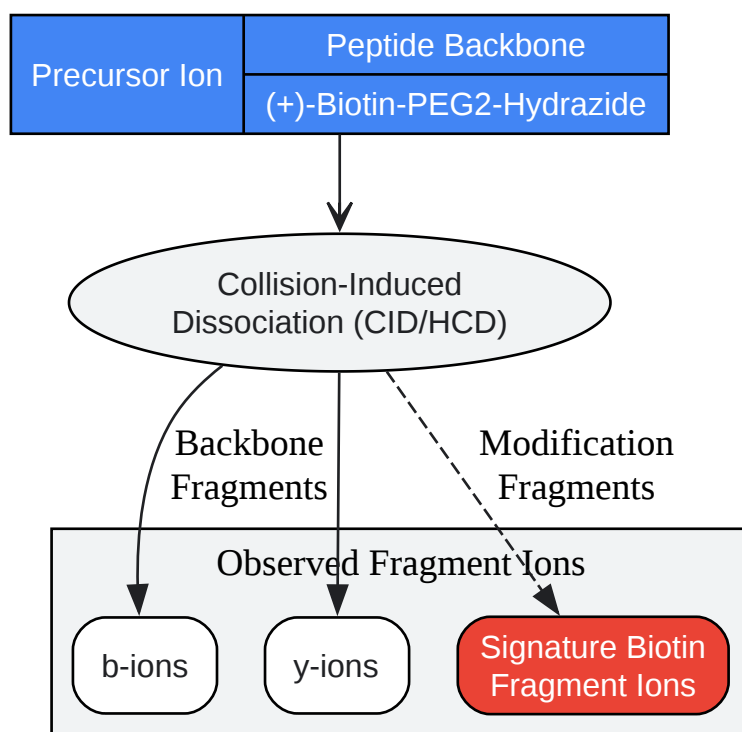 Precursor Ion
Peptide Backbone
(+)-Biotin-PEG2-Hydrazide
Collision-Induced
Dissociation (CID/HCD)
Backbone
Fragments
Modification
Fragments
Observed Fragment Ions
b-ions
y-ions
Signature Biotin
Fragment Ions